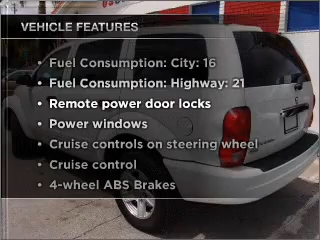 VEHICLE FEATURES
• Fuel Consumption: City: 16
• Fuel Consumption: Highway: 21
• Remote power door locks
• Power windows
• Cruise controls on steering wheel
• Cruise control
• 4-wheel ABS Brakes